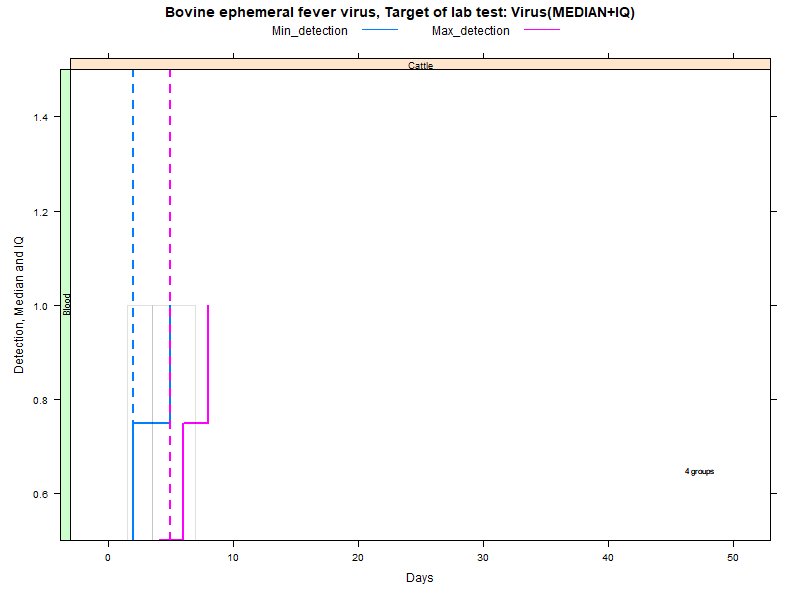 Bovine ephemeral fever virus, Target of lab test: Virus(MEDIAN+IQ)
Min_detection Max_detection
Cattle
Blood
Detection, Median and IQ
1.4
1.2
1.0
0.8
0.6
4 groups
0 10 20 30 40 50
Days